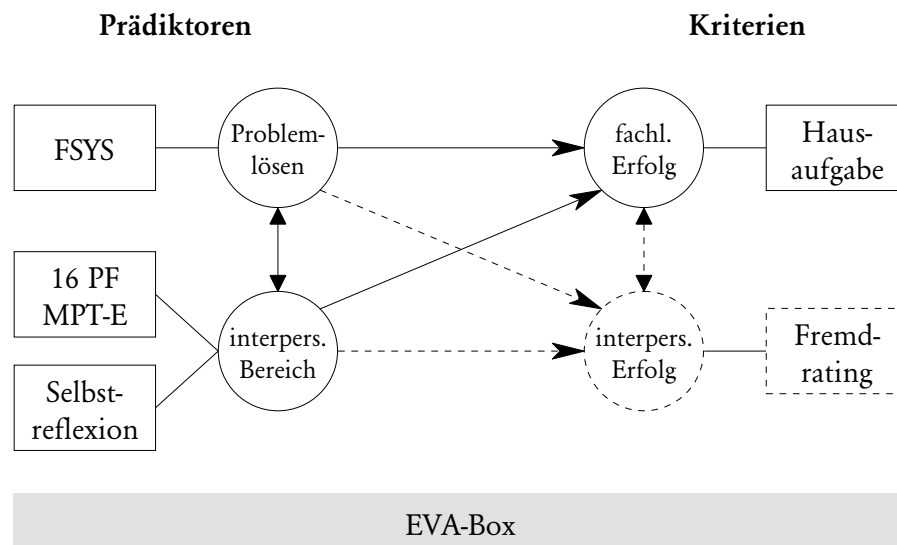 Prädiktoren
Kriterien
FSYS
Problem-
lösen
fachl.
Erfolg
Haus-
aufgabe
16 PF
MPT-E
interpers.
Bereich
interpers.
Erfolg
Fremd-
rating
Selbst-
reflexion
EVA-Box